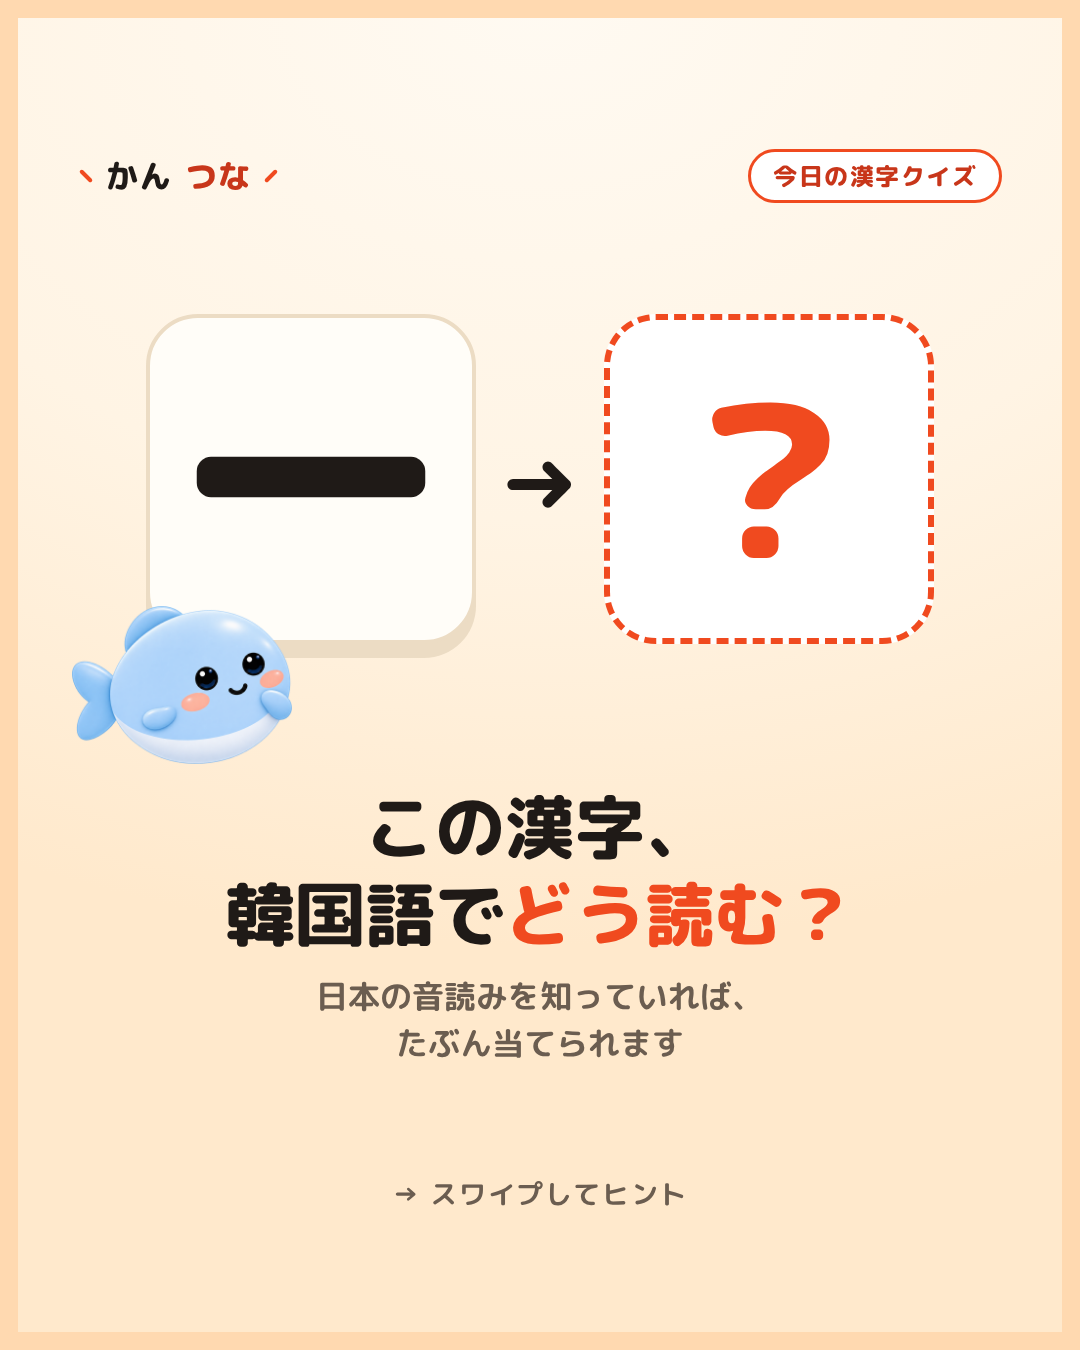 かん つな
今日の漢字クイズ
一 → ?
この漢字、
韓国語でどう読む？
日本の音読みを知っていれば、
たぶん当てられます
→ スワイプしてヒント